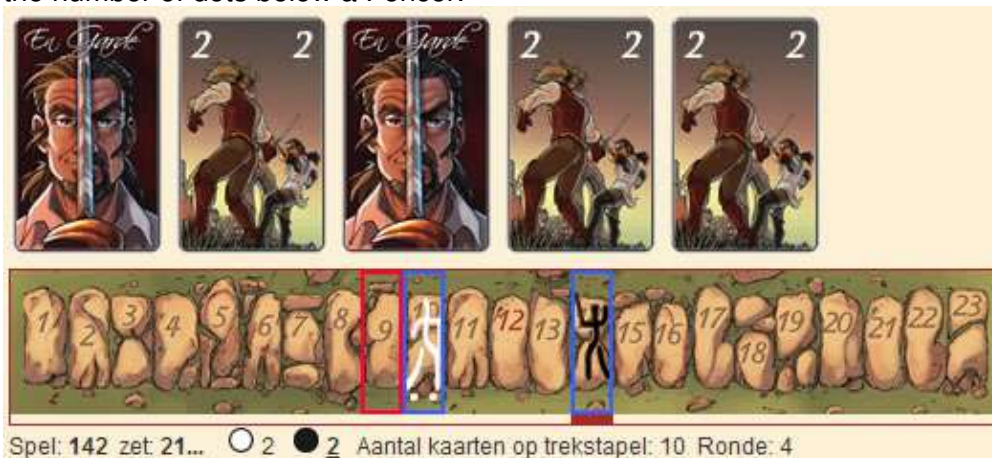 the number of dots below a Fencer.
En Garde 2 2 En Garde 2 2 2 2
1 2 3 4 5 6 7 8 9 10 11 12 13 15 16 17 18 19 20 21 22 23
Spel: 142 zet: 21... 2 2 Aantal kaarten op trekstapel: 10 Ronde: 4